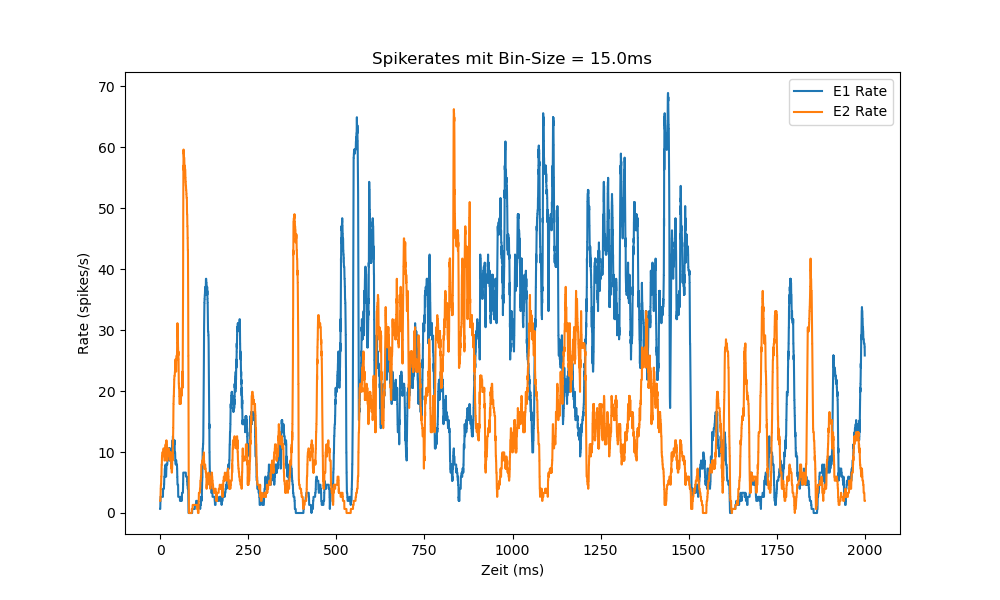 Spikerates mit Bin-Size = 15.0ms
E1 Rate
E2 Rate
Rate (spikes/s)
70
60
50
40
30
20
10
0
0 250 500 750 1000 1250 1500 1750 2000
Zeit (ms)